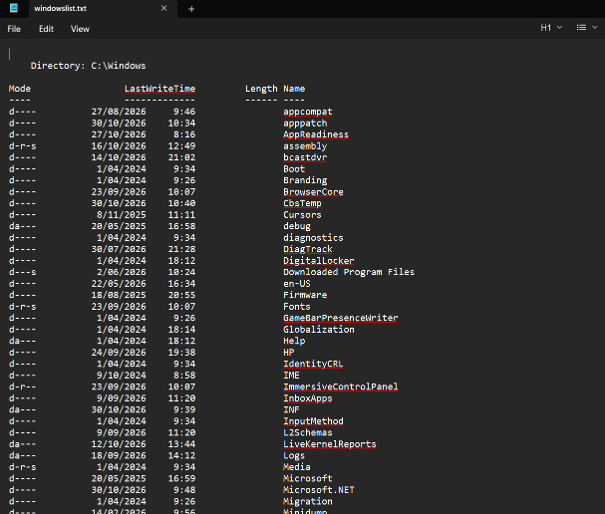 windowslist.txt
File Edit View H1
Directory: C:\Windows
Mode LastWriteTime Length Name
---- ------------- ------ ----
d---- 27/08/2026 9:46 appcompat
d---- 30/10/2026 10:34 apppatch
d---- 27/10/2026 8:16 AppReadiness
d-r-s 16/10/2026 12:49 assembly
d---- 14/10/2026 21:02 bcastdvr
d---- 1/04/2024 9:34 Boot
d---- 1/04/2024 9:26 Branding
d---- 23/09/2026 10:07 BrowserCore
d---- 30/10/2026 10:40 CbsTemp
d---- 8/11/2025 11:11 Cursors
da--- 20/05/2025 16:58 debug
d---- 1/04/2024 9:34 diagnostics
d---- 30/07/2026 21:28 DiagTrack
d---- 1/04/2024 18:12 DigitalLocker
d---s 2/06/2026 10:24 Downloaded Program Files
d---- 22/05/2026 16:34 en-US
d---- 18/08/2025 20:55 Firmware
d-r-s 23/09/2026 10:07 Fonts
d---- 1/04/2024 9:26 GameBarPresenceWriter
d---- 1/04/2024 18:14 Globalization
da--- 1/04/2024 18:12 Help
d---- 24/09/2026 19:38 HP
d---- 1/04/2024 9:34 IdentityCRL
d---- 9/10/2024 8:58 IME
d-r-- 23/09/2026 10:07 ImmersiveControlPanel
d---- 9/09/2026 11:20 InboxApps
da--- 30/10/2026 9:39 INF
d---- 1/04/2024 9:34 InputMethod
d---- 9/09/2026 11:20 L2Schemas
da--- 12/10/2026 13:44 LiveKernelReports
da--- 18/09/2026 14:12 Logs
d-r-s 1/04/2024 9:34 Media
d---- 20/05/2025 16:59 Microsoft
d---- 30/10/2026 9:48 Microsoft.NET
d---- 1/04/2024 9:26 Migration
d---- 14/02/2026 9:56 Minidump